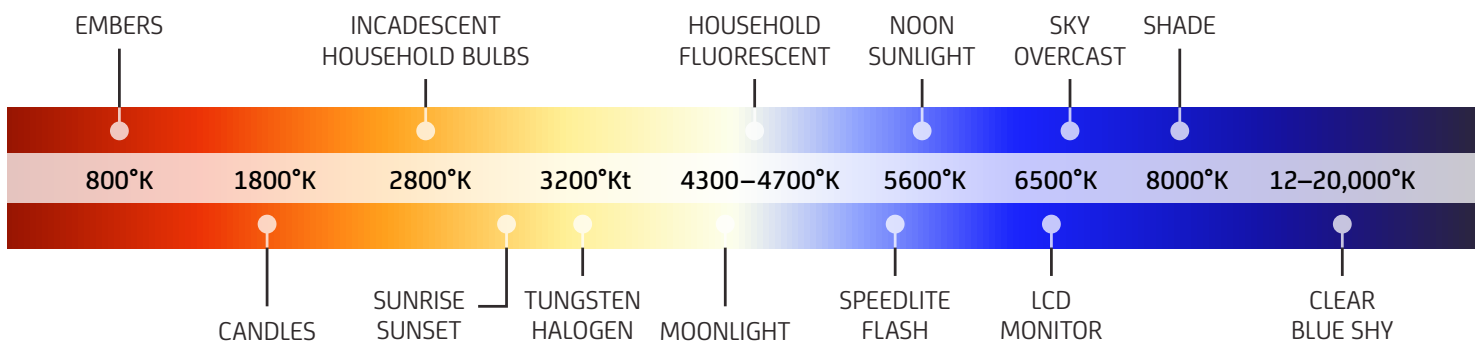 EMBERS
INCADESCENT
HOUSEHOLD BULBS
HOUSEHOLD
FLUORESCENT
NOON
SUNLIGHT
SKY
OVERCAST
SHADE
800°K
1800°K
2800°K
3200°Kt
4300–4700°K
5600°K
6500°K
8000°K
12–20,000°K
CANDLES
SUNRISE
SUNSET
TUNGSTEN
HALOGEN
MOONLIGHT
SPEEDLITE
FLASH
LCD
MONITOR
CLEAR
BLUE SHY